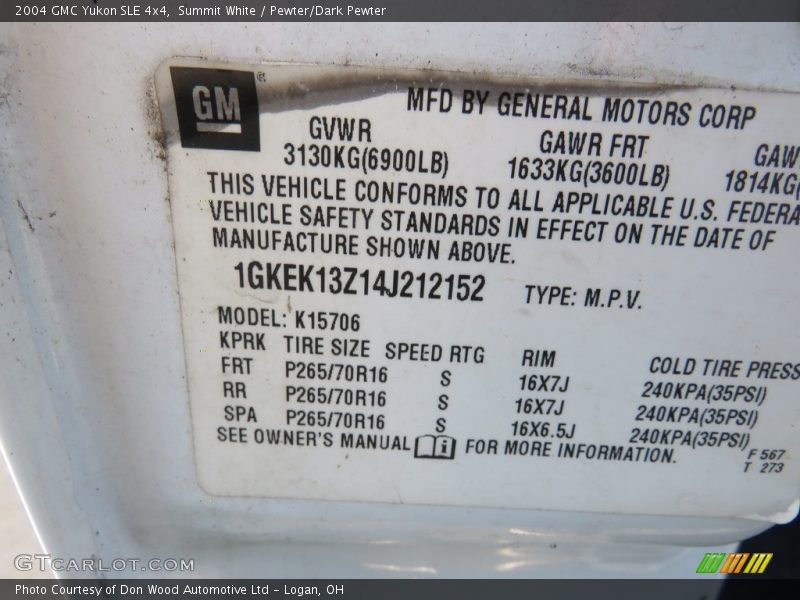 2004 GMC Yukon SLE 4x4, Summit White / Pewter/Dark Pewter
GM
MFD BY GENERAL MOTORS CORP
GVWR GAWR FRT GAW
3130KG(6900LB) 1633KG(3600LB) 1814KG(
THIS VEHICLE CONFORMS TO ALL APPLICABLE U.S. FEDERA
VEHICLE SAFETY STANDARDS IN EFFECT ON THE DATE OF
MANUFACTURE SHOWN ABOVE.
1GKEK13Z14J212152 TYPE: M.P.V.
MODEL: K15706
KPRK TIRE SIZE SPEED RTG RIM COLD TIRE PRESS
FRT P265/70R16 S 16X7J 240KPA(35PSI)
RR P265/70R16 S 16X7J 240KPA(35PSI)
SPA P265/70R16 S 16X6.5J 240KPA(35PSI)
SEE OWNER'S MANUAL i FOR MORE INFORMATION.
F 567
T 273
GTCARLOT.COM
Photo Courtesy of Don Wood Automotive Ltd - Logan, OH